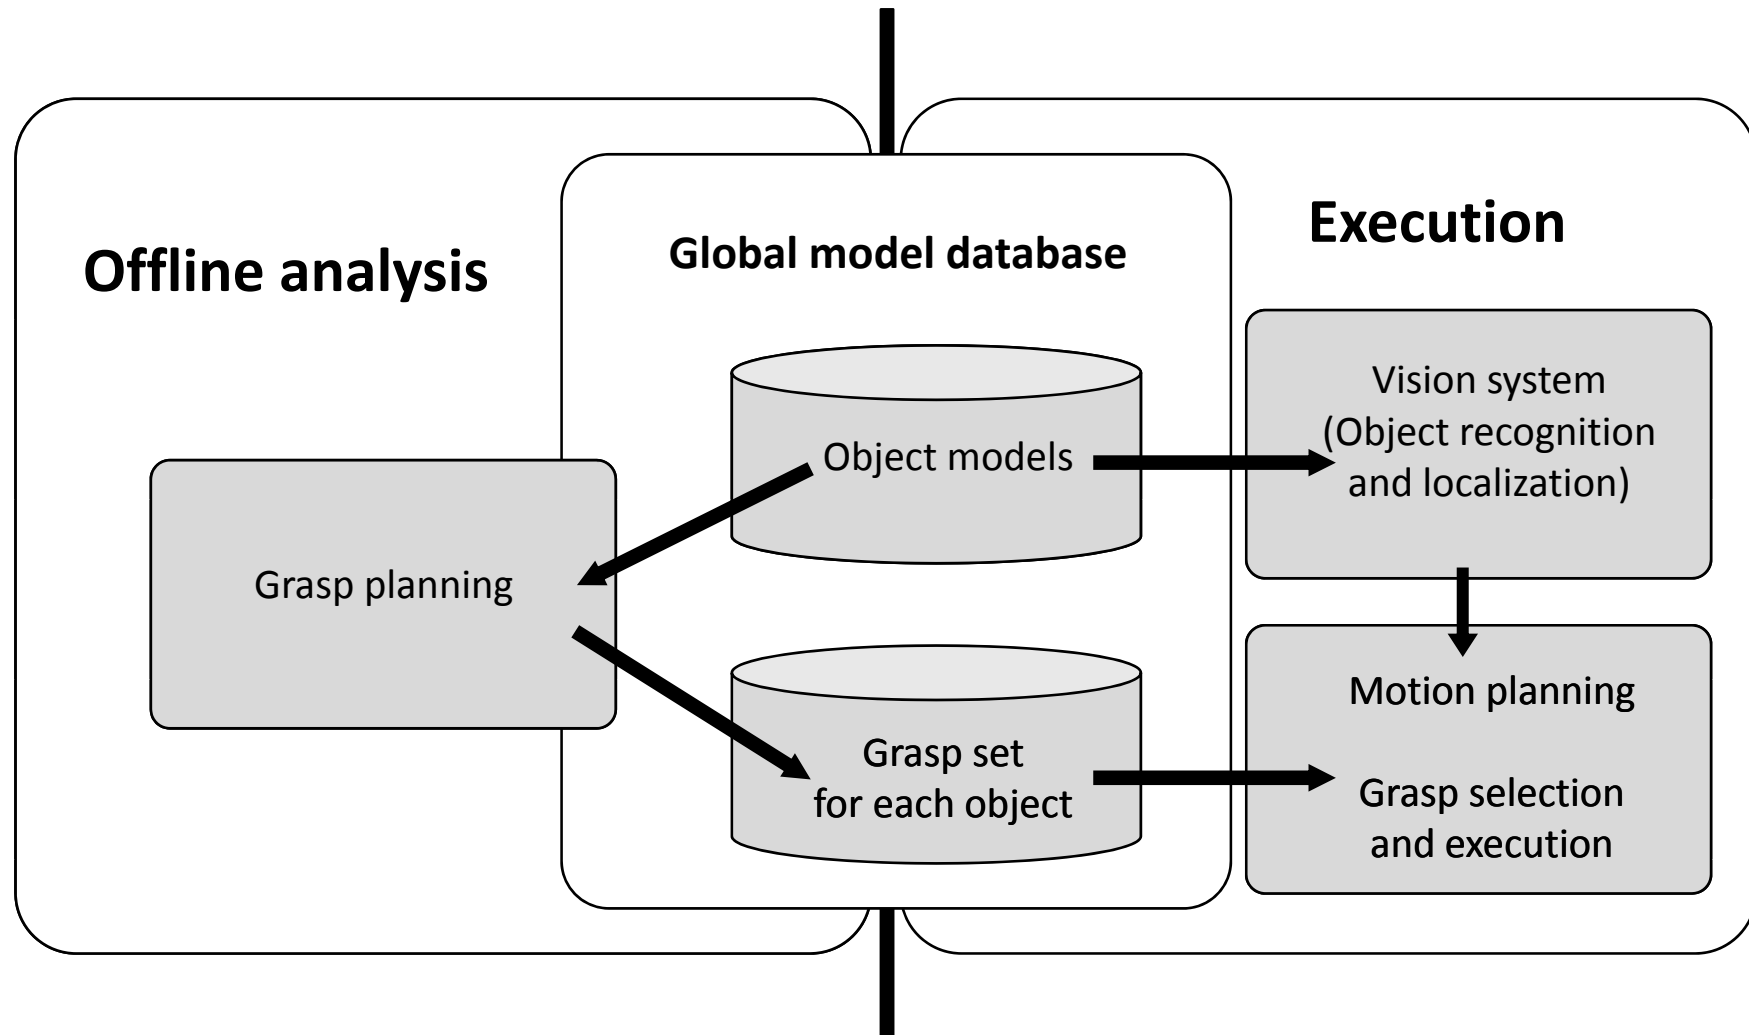 Offline analysis
Global model database
Execution
Object models
Vision system
(Object recognition
and localization)
Grasp planning
Grasp set
for each object
Motion planning
Grasp selection
and execution